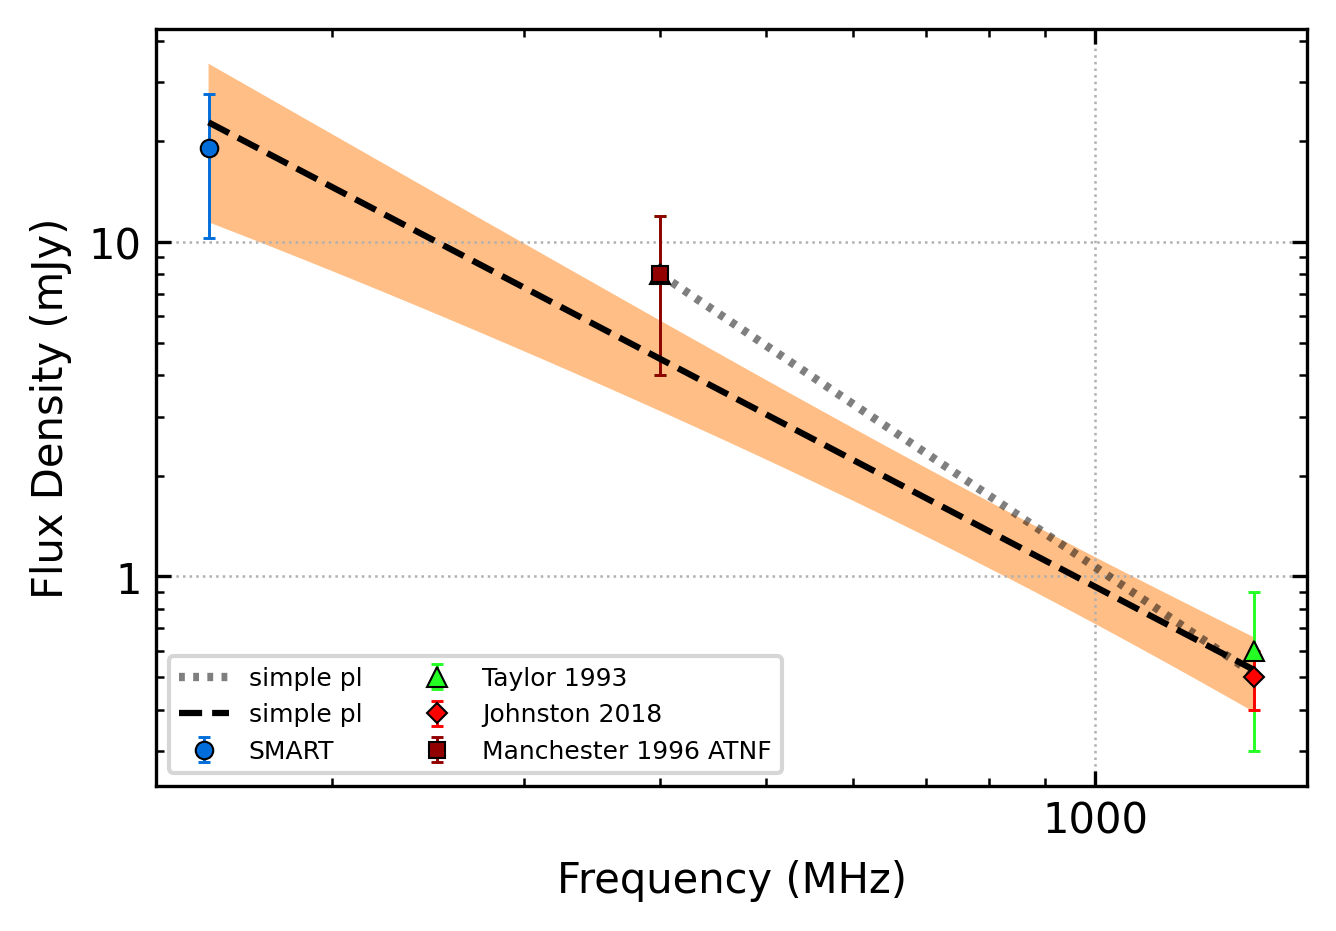 Flux Density (mJy)
10
1
simple pl
simple pl
SMART
Taylor 1993
Johnston 2018
Manchester 1996 ATNF
1000
Frequency (MHz)